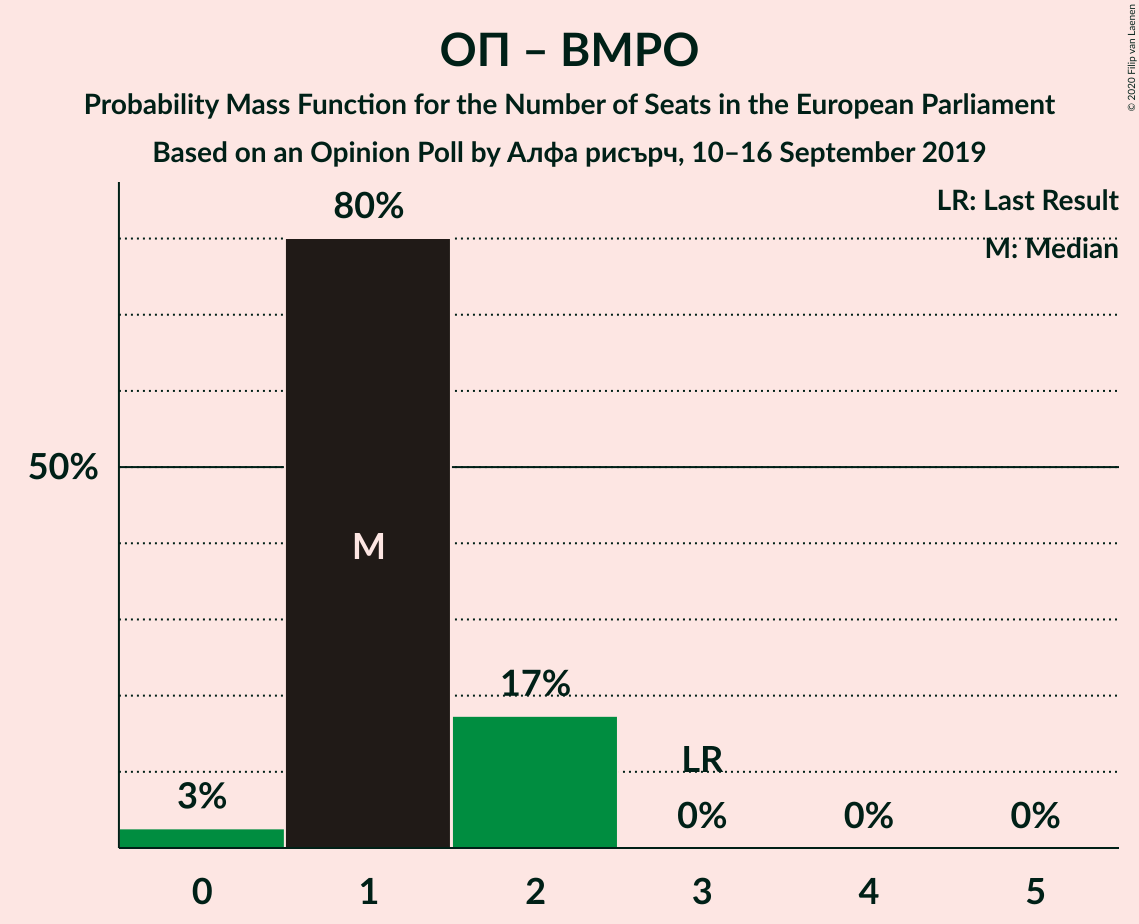 ОП – ВМРО
Probability Mass Function for the Number of Seats in the European Parliament
Based on an Opinion Poll by Алфа рисърч, 10–16 September 2019
© 2020 Filip van Laenen
LR: Last Result
M: Median
80%
50%
M
17%
LR
3%
0%
0%
0%
0 1 2 3 4 5